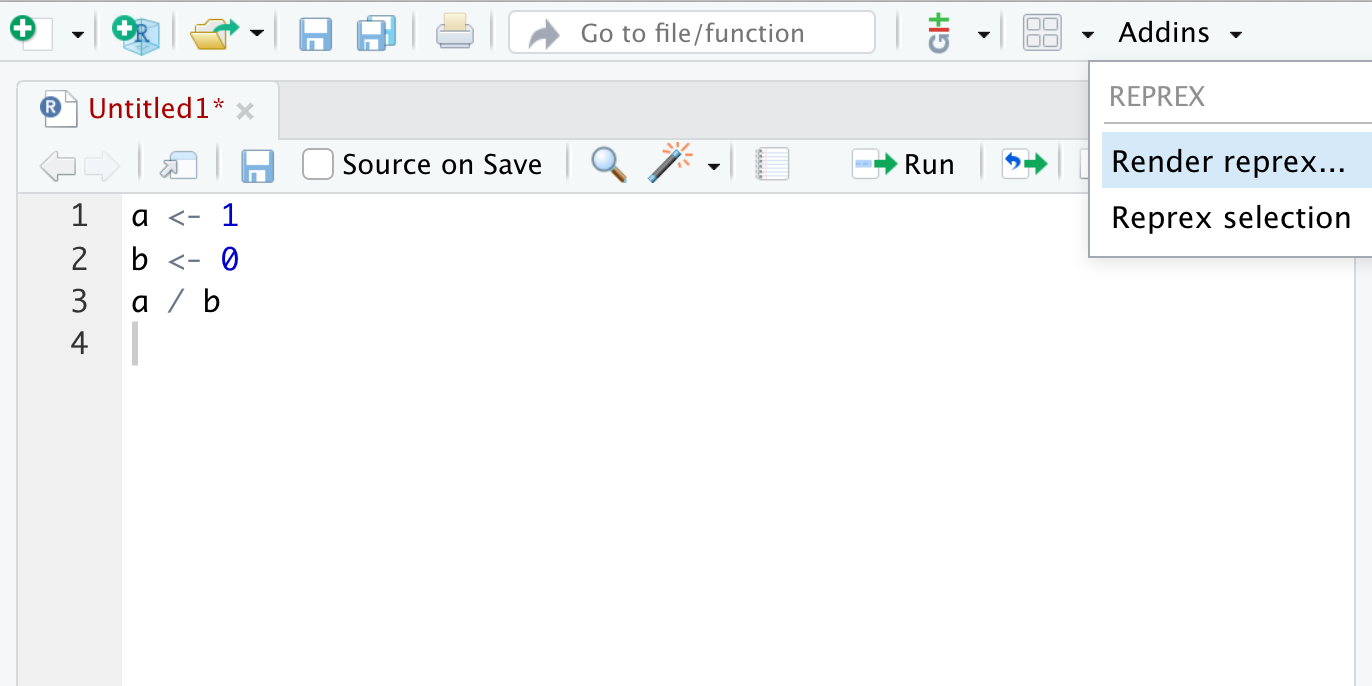 Go to file/function
Git
Addins
REPREX
Untitled1*
Render reprex...
Source on Save
Run
Reprex selection
1 a <- 1
2 b <- 0
3 a / b
4